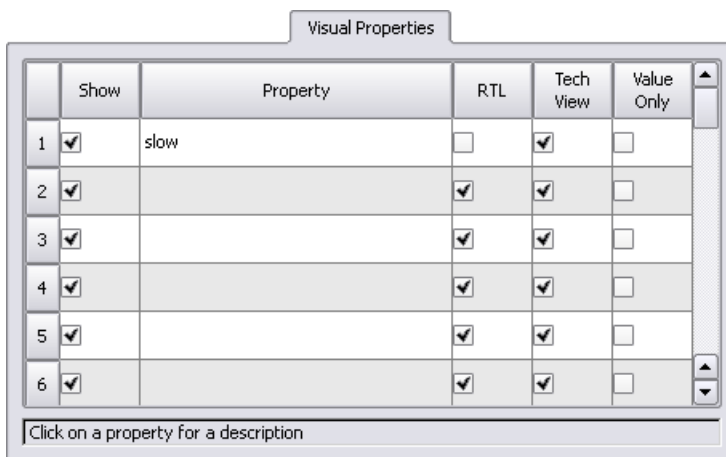 Visual Properties
Show Property RTL Tech View Value Only
1 slow
2
3
4
5
6
Click on a property for a description